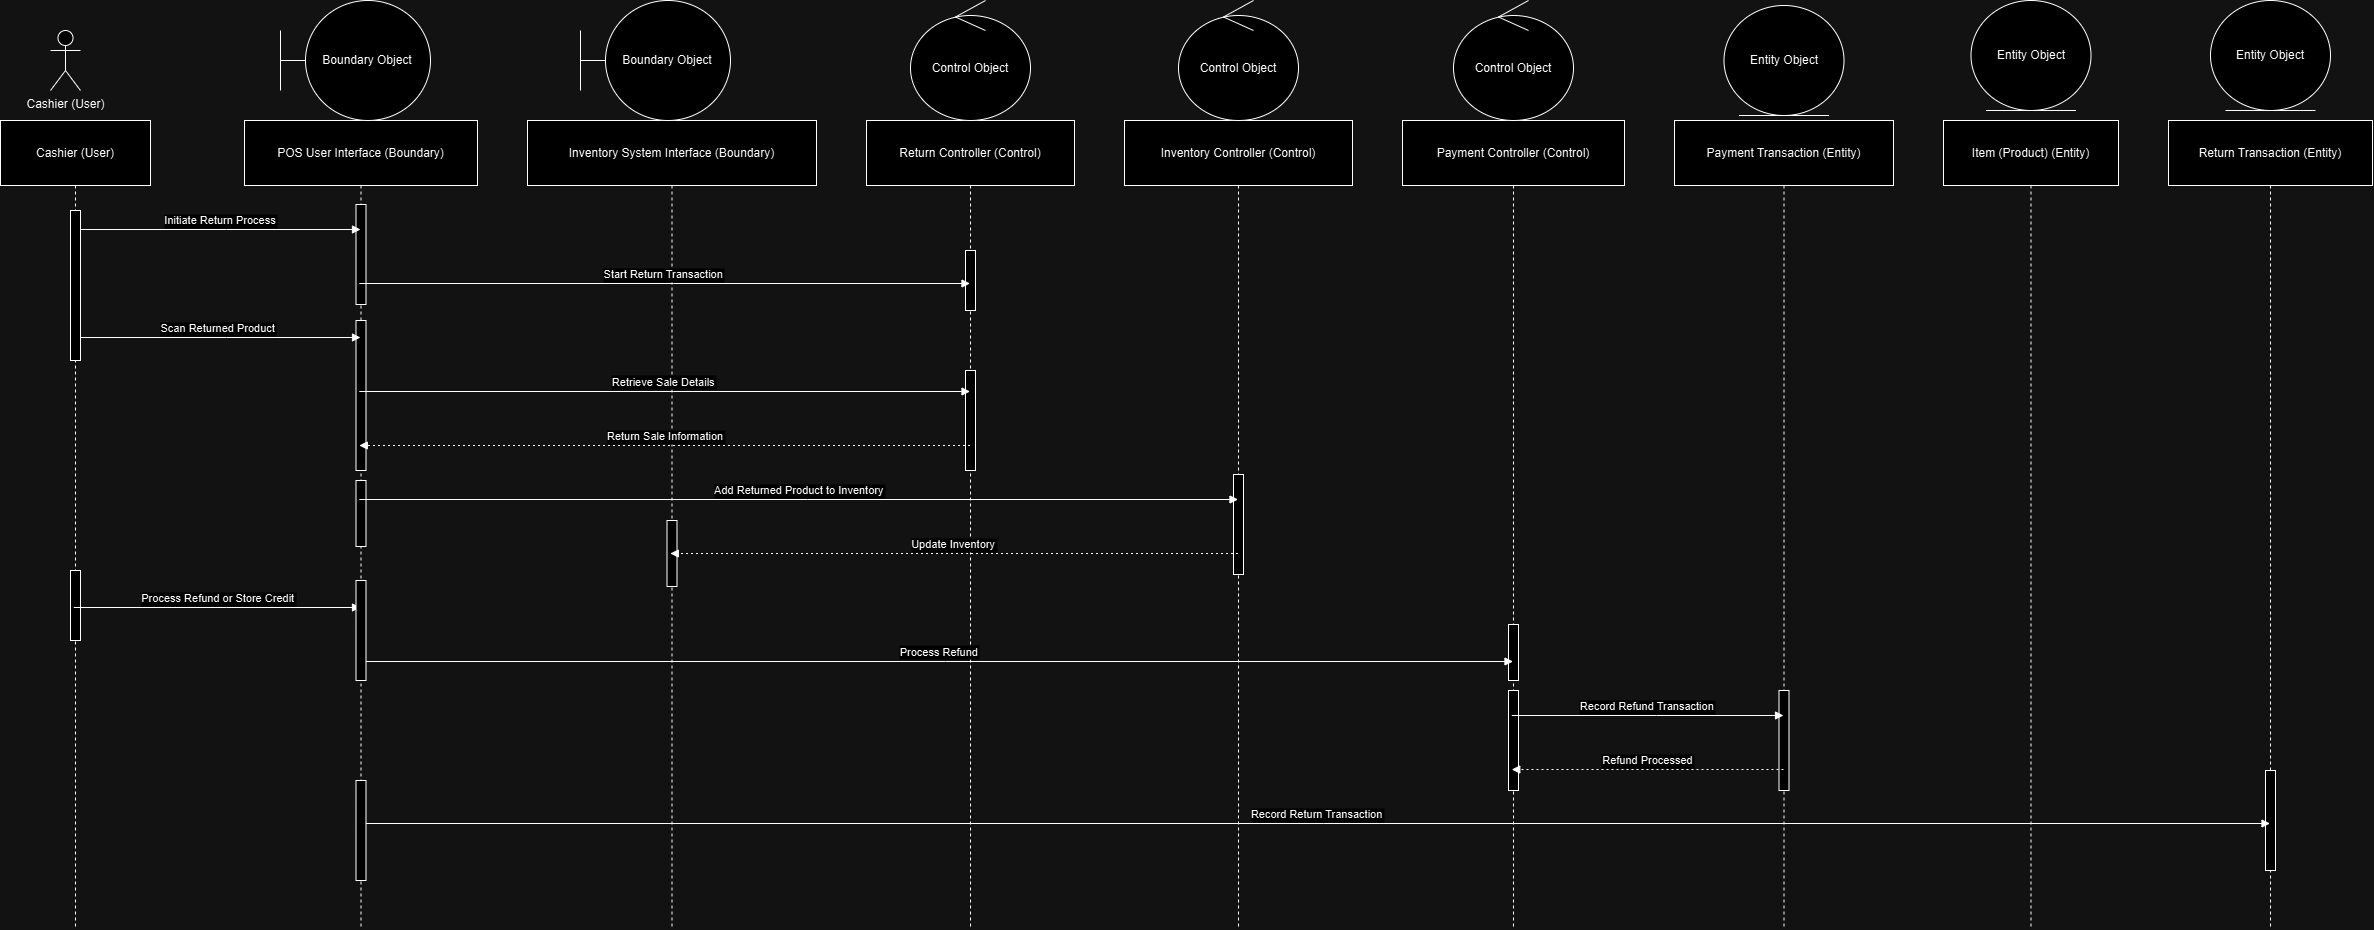 Boundary Object
Boundary Object
Control Object
Control Object
Control Object
Entity Object
Entity Object
Entity Object
Cashier (User)
Cashier (User)
POS User Interface (Boundary)
Inventory System Interface (Boundary)
Return Controller (Control)
Inventory Controller (Control)
Payment Controller (Control)
Payment Transaction (Entity)
Item (Product) (Entity)
Return Transaction (Entity)
Initiate Return Process
Start Return Transaction
Scan Returned Product
Retrieve Sale Details
Return Sale Information
Add Returned Product to Inventory
Update Inventory
Process Refund or Store Credit
Process Refund
Record Refund Transaction
Refund Processed
Record Return Transaction